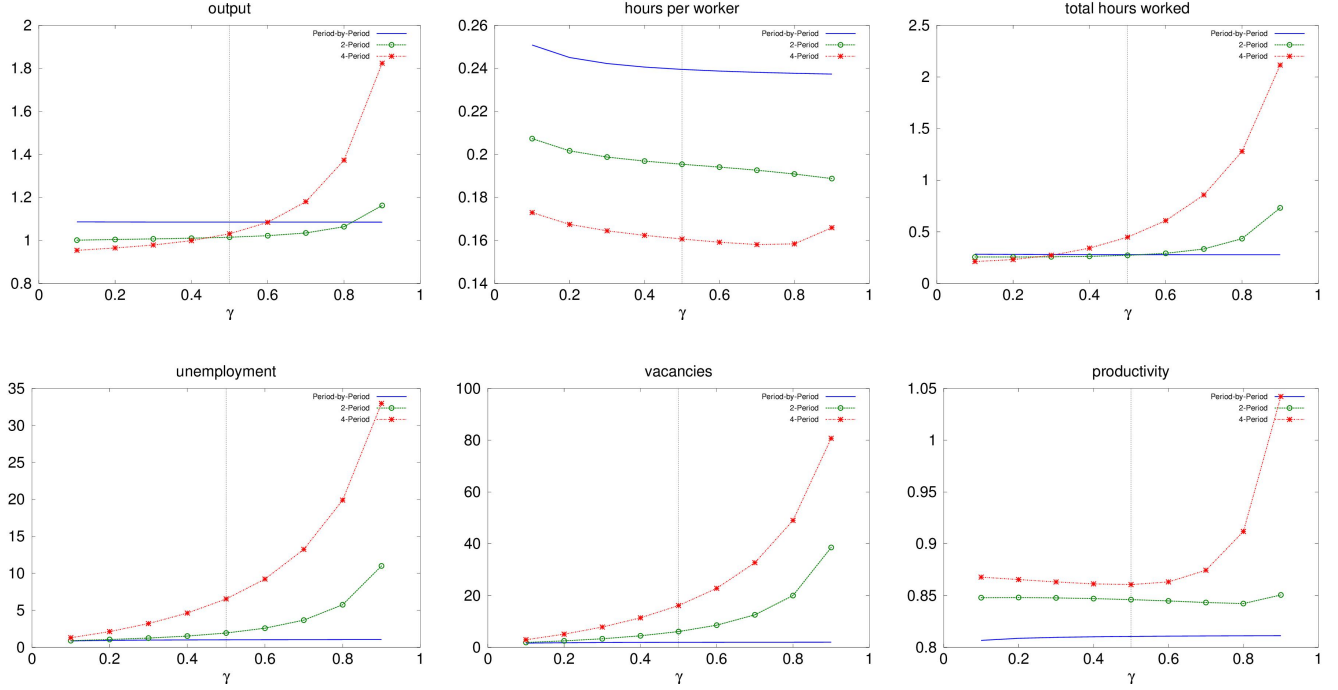 output
2
1.8
1.6
1.4
1.2
1
0.8
0 0.2 0.4 0.6 0.8 1
γ
Period-by-Period
2-Period
4-Period
hours per worker
0.26
0.24
0.22
0.2
0.18
0.16
0.14
0 0.2 0.4 0.6 0.8 1
γ
Period-by-Period
2-Period
4-Period
total hours worked
2.5
2
1.5
1
0.5
0
0 0.2 0.4 0.6 0.8 1
γ
Period-by-Period
2-Period
4-Period
unemployment
35
30
25
20
15
10
5
0
0 0.2 0.4 0.6 0.8 1
γ
Period-by-Period
2-Period
4-Period
vacancies
100
80
60
40
20
0
0 0.2 0.4 0.6 0.8 1
γ
Period-by-Period
2-Period
4-Period
productivity
1.05
1
0.95
0.9
0.85
0.8
0 0.2 0.4 0.6 0.8 1
γ
Period-by-Period
2-Period
4-Period